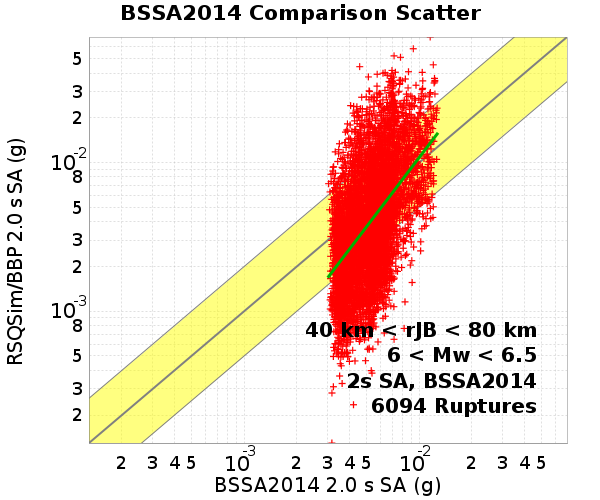 BSSA2014 Comparison Scatter
RSQSim/BBP 2.0 s SA (g)
5
3
2
10-2
8
5
3
2
10-3
8
5
3
2
40 km < rJB < 80 km
6 < Mw < 6.5
2s SA, BSSA2014
6094 Ruptures
2 3 4 5 10-3 2 3 4 5 10-2 2 3 4 5
BSSA2014 2.0 s SA (g)